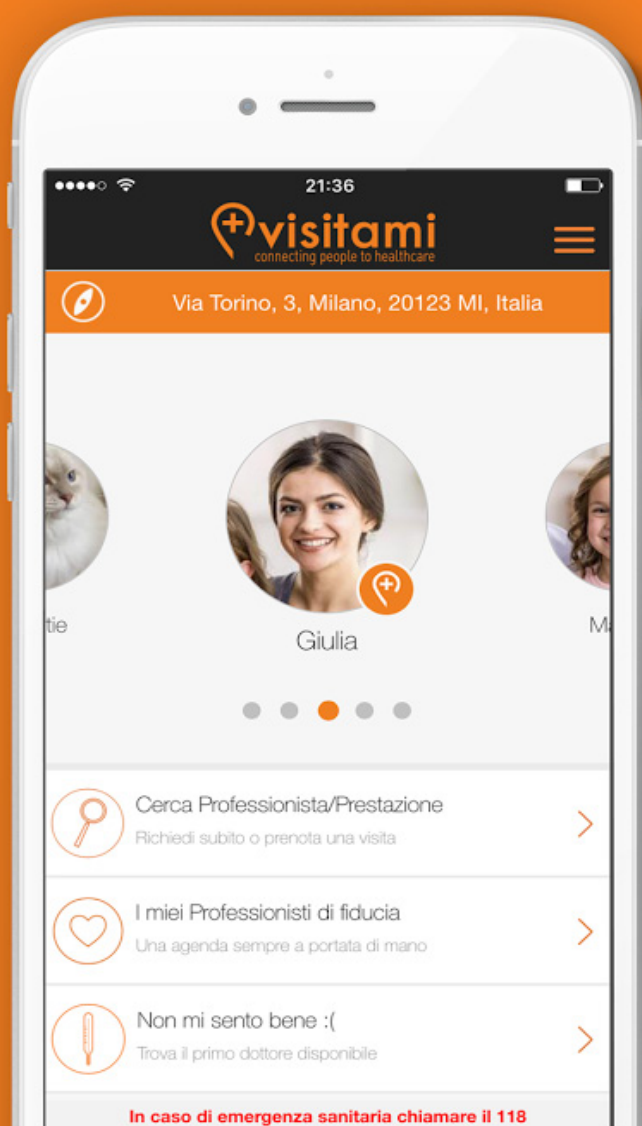 21:36
visitami
connecting people to healthcare
Via Torino, 3, Milano, 20123 MI, Italia
tie
Giulia
Ma
Cerca Professionista/Prestazione
Richiedi subito o prenota una visita
I miei Professionisti di fiducia
Una agenda sempre a portata di mano
Non mi sento bene :(
Trova il primo dottore disponibile
In caso di emergenza sanitaria chiamare il 118